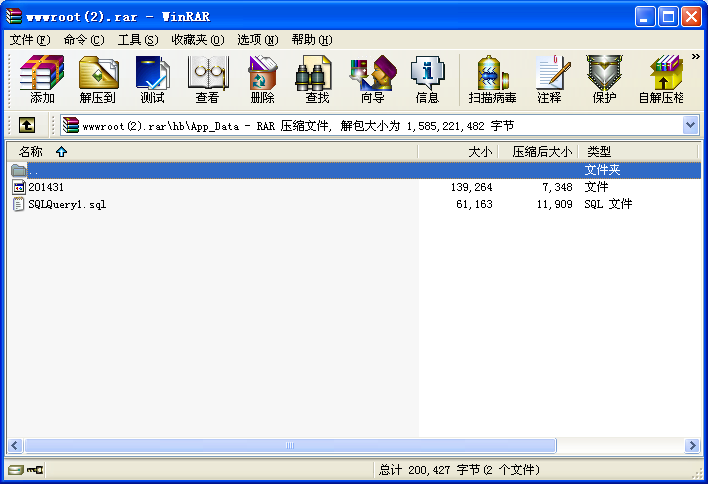 wwwroot(2).rar - WinRAR
文件(F) 命令(C) 工具(S) 收藏夹(O) 选项(N) 帮助(H)
添加 解压到 测试 查看 删除 查找 向导 信息 扫描病毒 注释 保护 自解压格
wwwroot(2).rar\hb\App_Data - RAR 压缩文件, 解包大小为 1,585,221,482 字节
名称 大小 压缩后大小 类型
.. 文件夹
201431 139,264 7,348 文件
SQLQuery1.sql 61,163 11,909 SQL 文件
总计 200,427 字节(2 个文件)